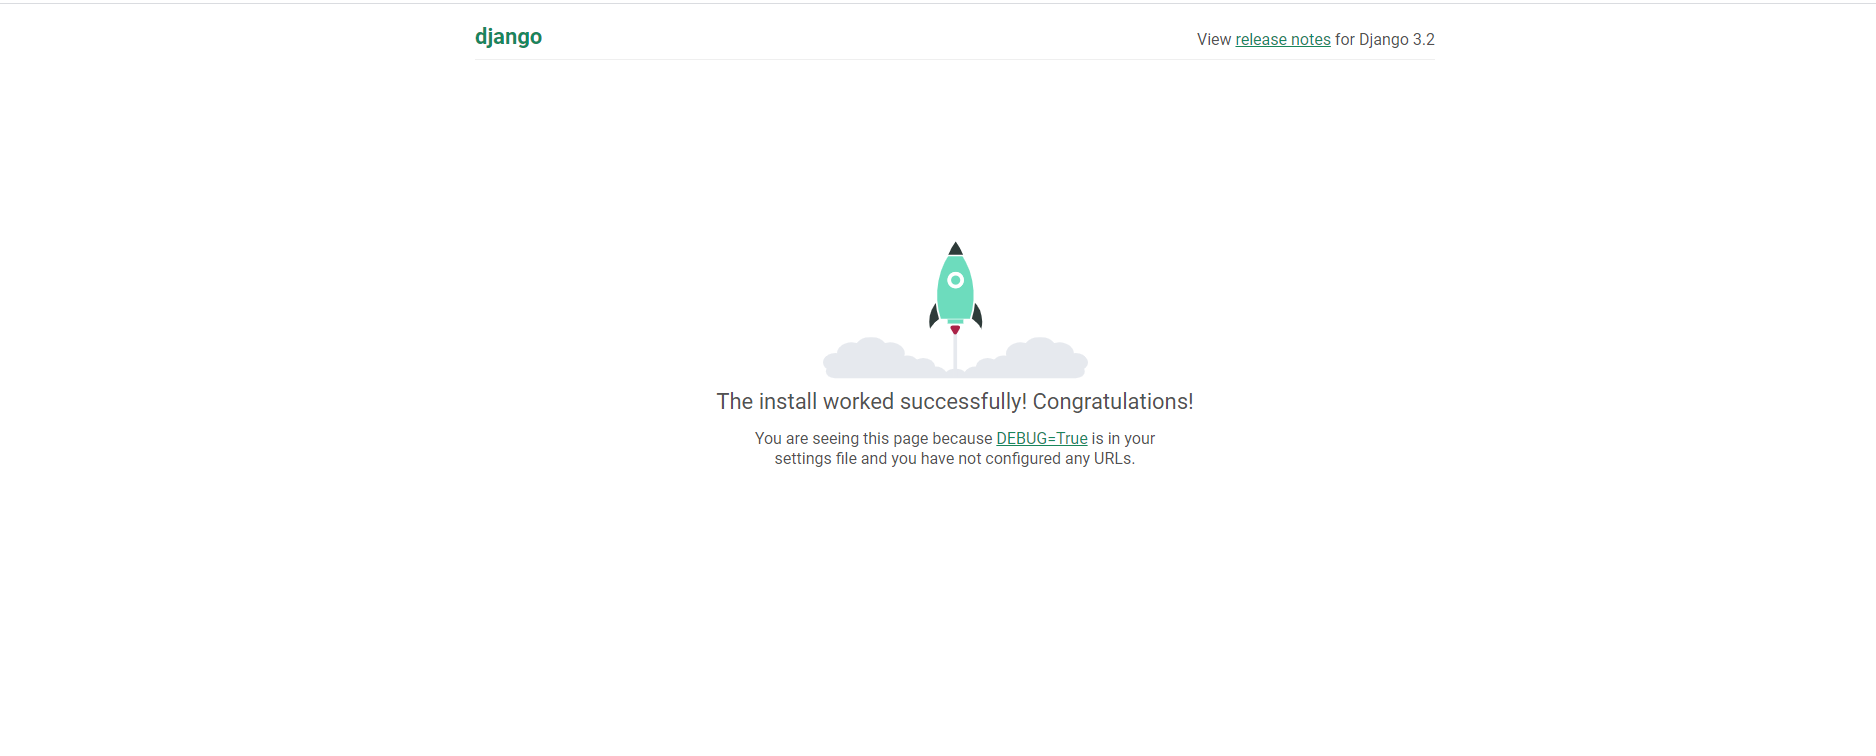 django
View release notes for Django 3.2
The install worked successfully! Congratulations!
You are seeing this page because DEBUG=True is in your
settings file and you have not configured any URLs.